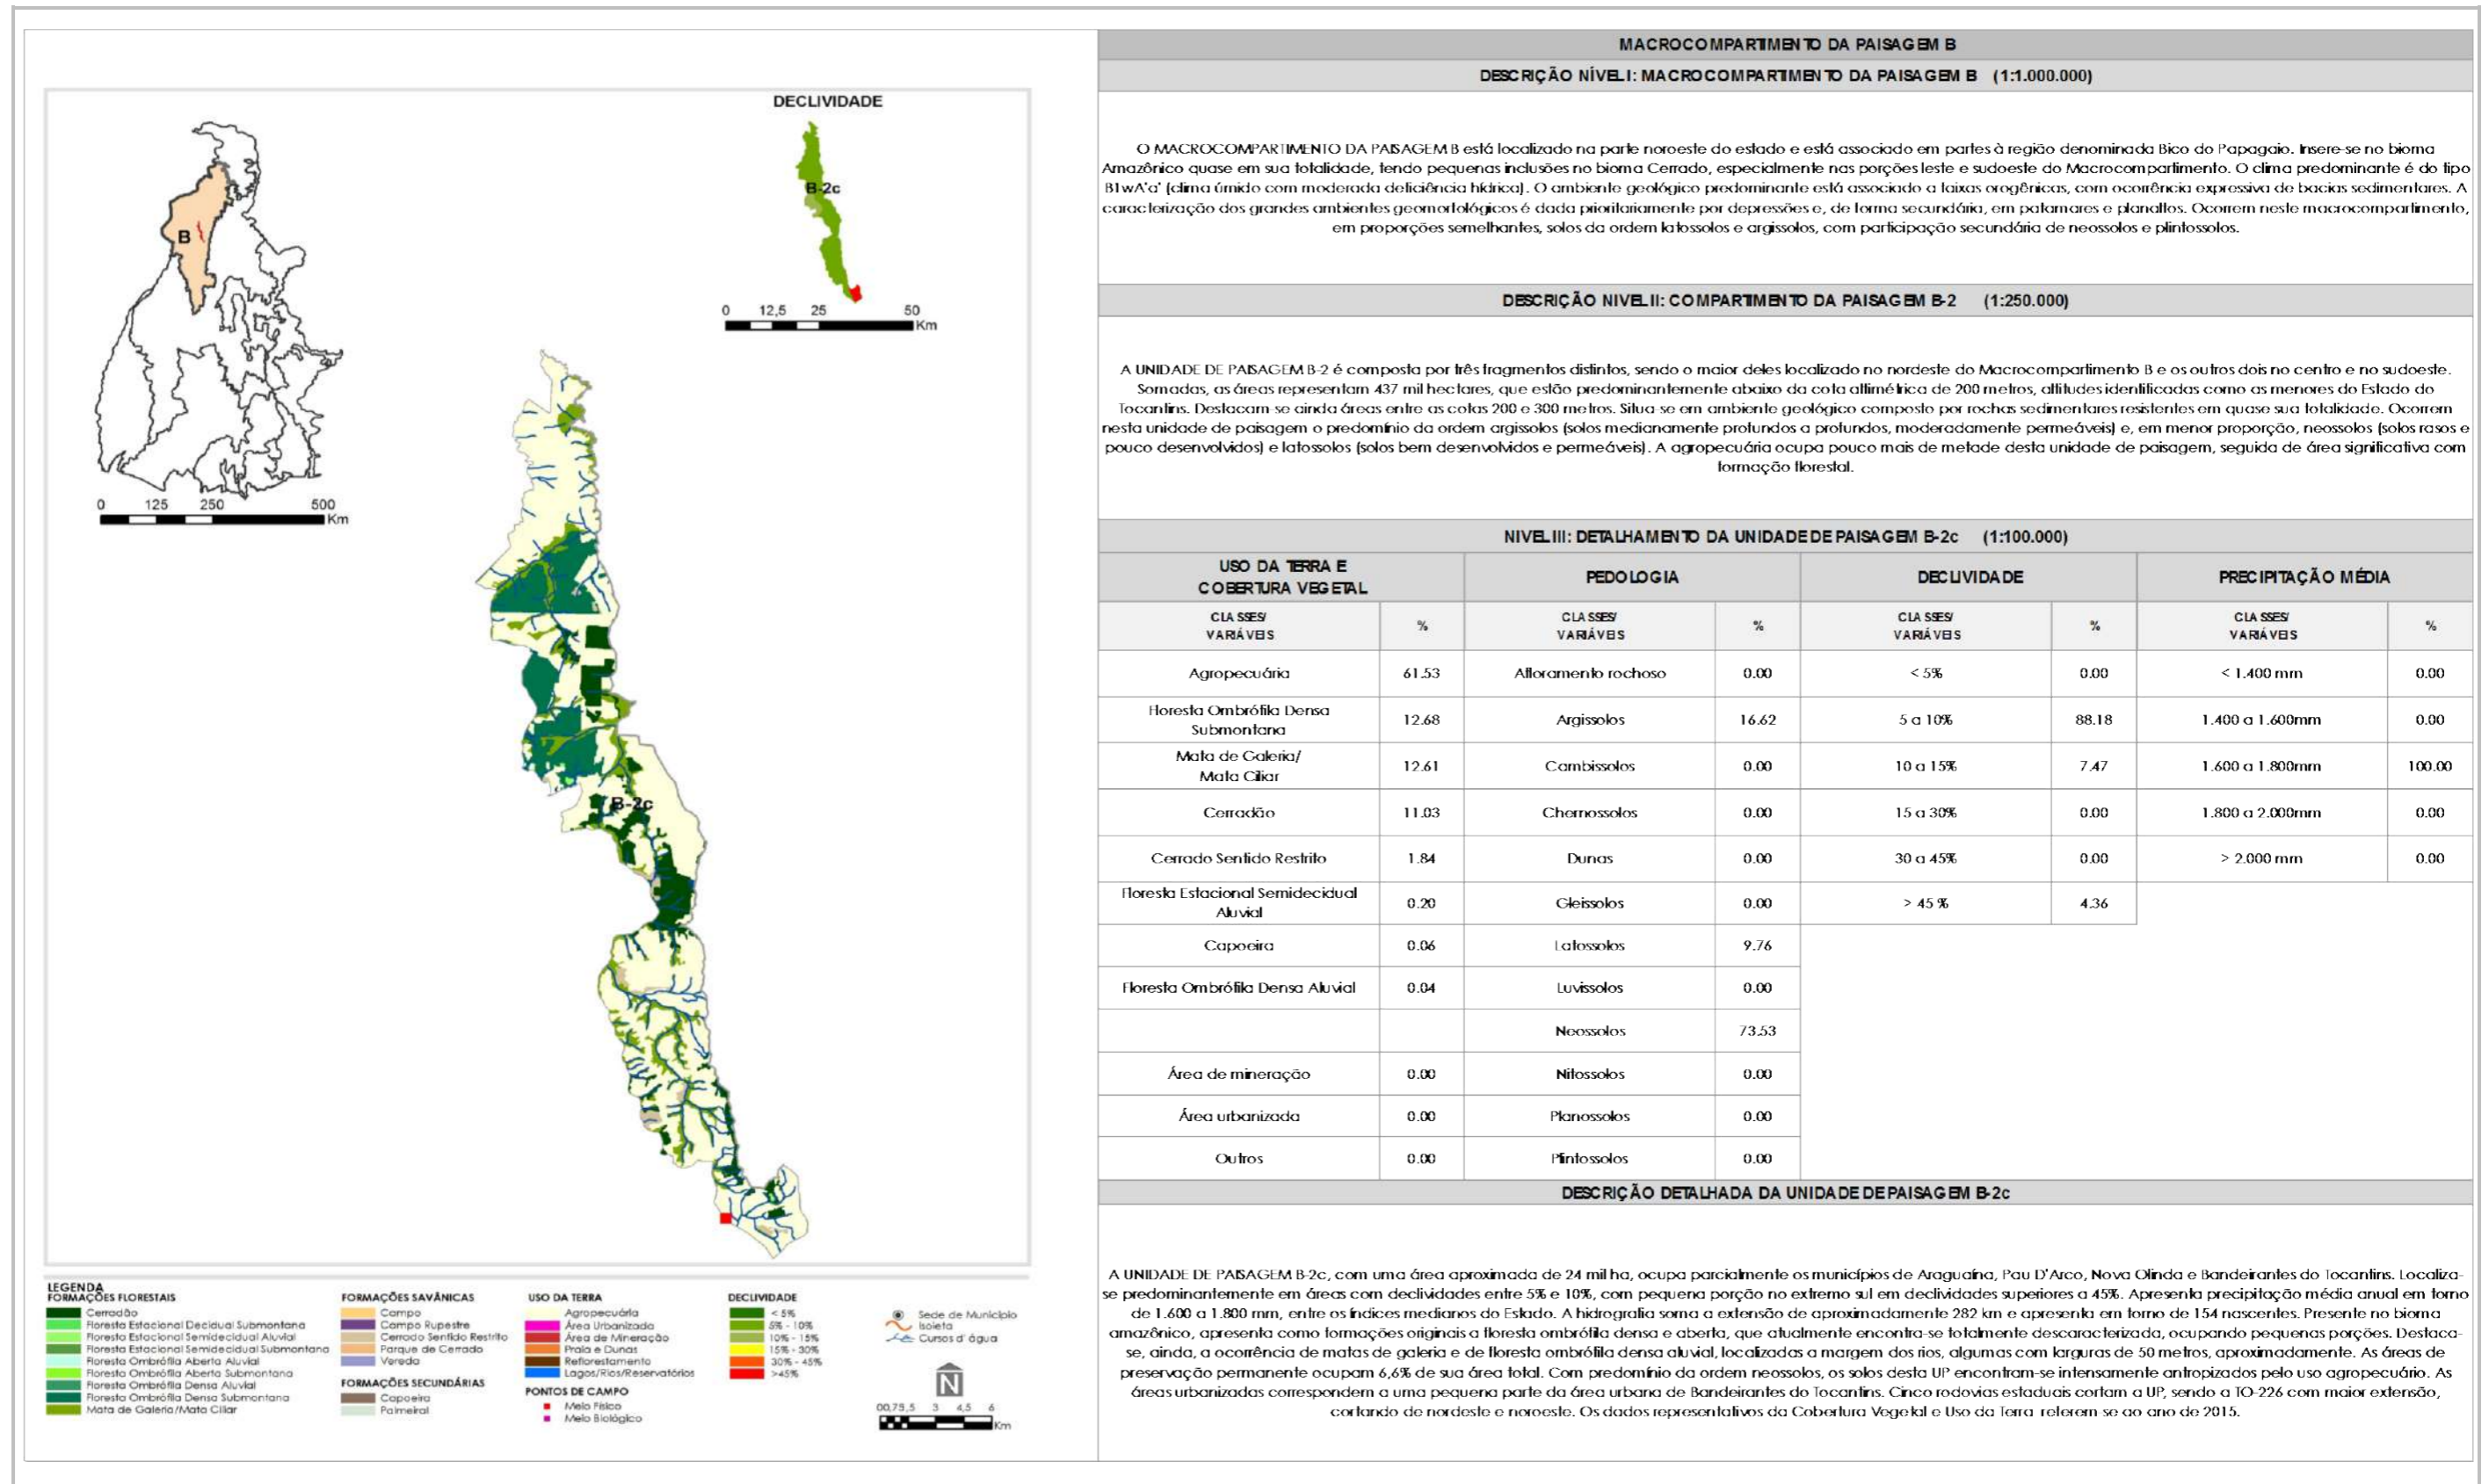 DECLIVIDADE
B-2c
0 12,5 25 50
Km
B
0 125 250 500
Km
B-2c
LEGENDA
FORMAÇÕES FLORESTAIS
Cerradão
Floresta Estacional Decidual Submontana
Floresta Estacional Semidecidual Aluvial
Floresta Estacional Semidecidual Submontana
Floresta Ombrófila Aberta Aluvial
Floresta Ombrófila Aberta Submontana
Floresta Ombrófila Densa Aluvial
Floresta Ombrófila Densa Submontana
Mata de Galeria/Mata Ciliar
FORMAÇÕES SAVÂNICAS
Campo
Campo Rupestre
Cerrado Sentido Restrito
Parque de Cerrado
Vereda
FORMAÇÕES SECUNDÁRIAS
Capoeira
Palmeiral
USO DA TERRA
Agropecuária
Área Urbanizada
Área de Mineração
Praia e Dunas
Reflorestamento
Lagos/Rios/Reservatórios
PONTOS DE CAMPO
Meio Físico
Meio Biológico
DECLIVIDADE
< 5%
5% - 10%
10% - 15%
15% - 30%
30% - 45%
>45%
Sede de Município
Isoieta
Cursos d' água
N
00,75,5 3 4,5 6
Km
MACROCOMPARTIMENTO DA PAISAGEM B
DESCRIÇÃO NÍVEL I: MACROCOMPARTIMENTO DA PAISAGEM B (1:1.000.000)
O MACROCOMPARTIMENTO DA PAISAGEM B está localizado na parte noroeste do estado e está associado em partes à região denominada Bico do Papagaio. Insere-se no bioma
Amazônico quase em sua totalidade, tendo pequenas inclusões no bioma Cerrado, especialmente nas porções leste e sudoeste do Macrocompartimento. O clima predominante é do tipo
B1wA'a' (clima úmido com moderada deficiência hídrica). O ambiente geológico predominante está associado a faixas orogênicas, com ocorrência expressiva de bacias sedimentares. A
caracterização dos grandes ambientes geomorfológicos é dada prioritariamente por depressões e, de forma secundária, em patamares e planaltos. Ocorrem neste macrocompartimento,
em proporções semelhantes, solos da ordem latossolos e argissolos, com participação secundária de neossolos e plintossolos.
DESCRIÇÃO NIVEL II: COMPARTIMENTO DA PAISAGEM B-2 (1:250.000)
A UNIDADE DE PAISAGEM B-2 é composta por três fragmentos distintos, sendo o maior deles localizado no nordeste do Macrocompartimento B e os outros dois no centro e no sudoeste.
Somadas, as áreas representam 437 mil hectares, que estão predominantemente abaixo da cota altimétrica de 200 metros, altitudes identificadas como as menores do Estado do
Tocantins. Destacam-se ainda áreas entre as cotas 200 e 300 metros. Situa-se em ambiente geológico composto por rochas sedimentares resistentes em quase sua totalidade. Ocorrem
nesta unidade de paisagem o predomínio da ordem argissolos (solos medianamente profundos a profundos, moderadamente permeáveis) e, em menor proporção, neossolos (solos rasos e
pouco desenvolvidos) e latossolos (solos bem desenvolvidos e permeáveis). A agropecuária ocupa pouco mais de metade desta unidade de paisagem, seguida de área significativa com
formação florestal.
NIVEL III: DETALHAMENTO DA UNIDADE DE PAISAGEM B-2c (1:100.000)
USO DA TERRA E
COBERTURA VEGETAL
PEDOLOGIA
DECLIVIDADE
PRECIPITAÇÃO MÉDIA
CLASSES/ VARIÁVEIS % CLASSES/ VARIÁVEIS % CLASSES/ VARIÁVEIS % CLASSES/ VARIÁVEIS %
Agropecuária 61.53 Afloramento rochoso 0.00 < 5% 0.00 < 1.400 mm 0.00
Floresta Ombrófila Densa Submontana 12.68 Argissolos 16.62 5 a 10% 88.18 1.400 a 1.600mm 0.00
Mata de Galeria/ Mata Ciliar 12.61 Cambissolos 0.00 10 a 15% 7.47 1.600 a 1.800mm 100.00
Cerradão 11.03 Chernossolos 0.00 15 a 30% 0.00 1.800 a 2.000mm 0.00
Cerrado Sentido Restrito 1.84 Dunas 0.00 30 a 45% 0.00 > 2.000 mm 0.00
Floresta Estacional Semidecidual Aluvial 0.20 Gleissolos 0.00 > 45 % 4.36
Capoeira 0.06 Latossolos 9.76
Floresta Ombrófila Densa Aluvial 0.04 Luvissolos 0.00
Neossolos 73.53
Área de mineração 0.00 Nitossolos 0.00
Área urbanizada 0.00 Planossolos 0.00
Outros 0.00 Plintossolos 0.00
DESCRIÇÃO DETALHADA DA UNIDADE DE PAISAGEM B-2c
A UNIDADE DE PAISAGEM B-2c, com uma área aproximada de 24 mil ha, ocupa parcialmente os municípios de Araguaína, Pau D'Arco, Nova Olinda e Bandeirantes do Tocantins. Localiza-
se predominantemente em áreas com declividades entre 5% e 10%, com pequena porção no extremo sul em declividades superiores a 45%. Apresenta precipitação média anual em torno
de 1.600 a 1.800 mm, entre os índices medianos do Estado. A hidrografia soma a extensão de aproximadamente 282 km e apresenta em torno de 154 nascentes. Presente no bioma
amazônico, apresenta como formações originais a floresta ombrófila densa e aberta, que atualmente encontra-se totalmente descaracterizada, ocupando pequenas porções. Destaca-
se, ainda, a ocorrência de matas de galeria e de floresta ombrófila densa aluvial, localizadas a margem dos rios, algumas com larguras de 50 metros, aproximadamente. As áreas de
preservação permanente ocupam 6,6% de sua área total. Com predomínio da ordem neossolos, os solos desta UP encontram-se intensamente antropizados pelo uso agropecuário. As
áreas urbanizadas correspondem a uma pequena parte da área urbana de Bandeirantes do Tocantins. Cinco rodovias estaduais cortam a UP, sendo a TO-226 com maior extensão,
cortando de nordeste e noroeste. Os dados representativos da Cobertura Vegetal e Uso da Terra referem-se ao ano de 2015.